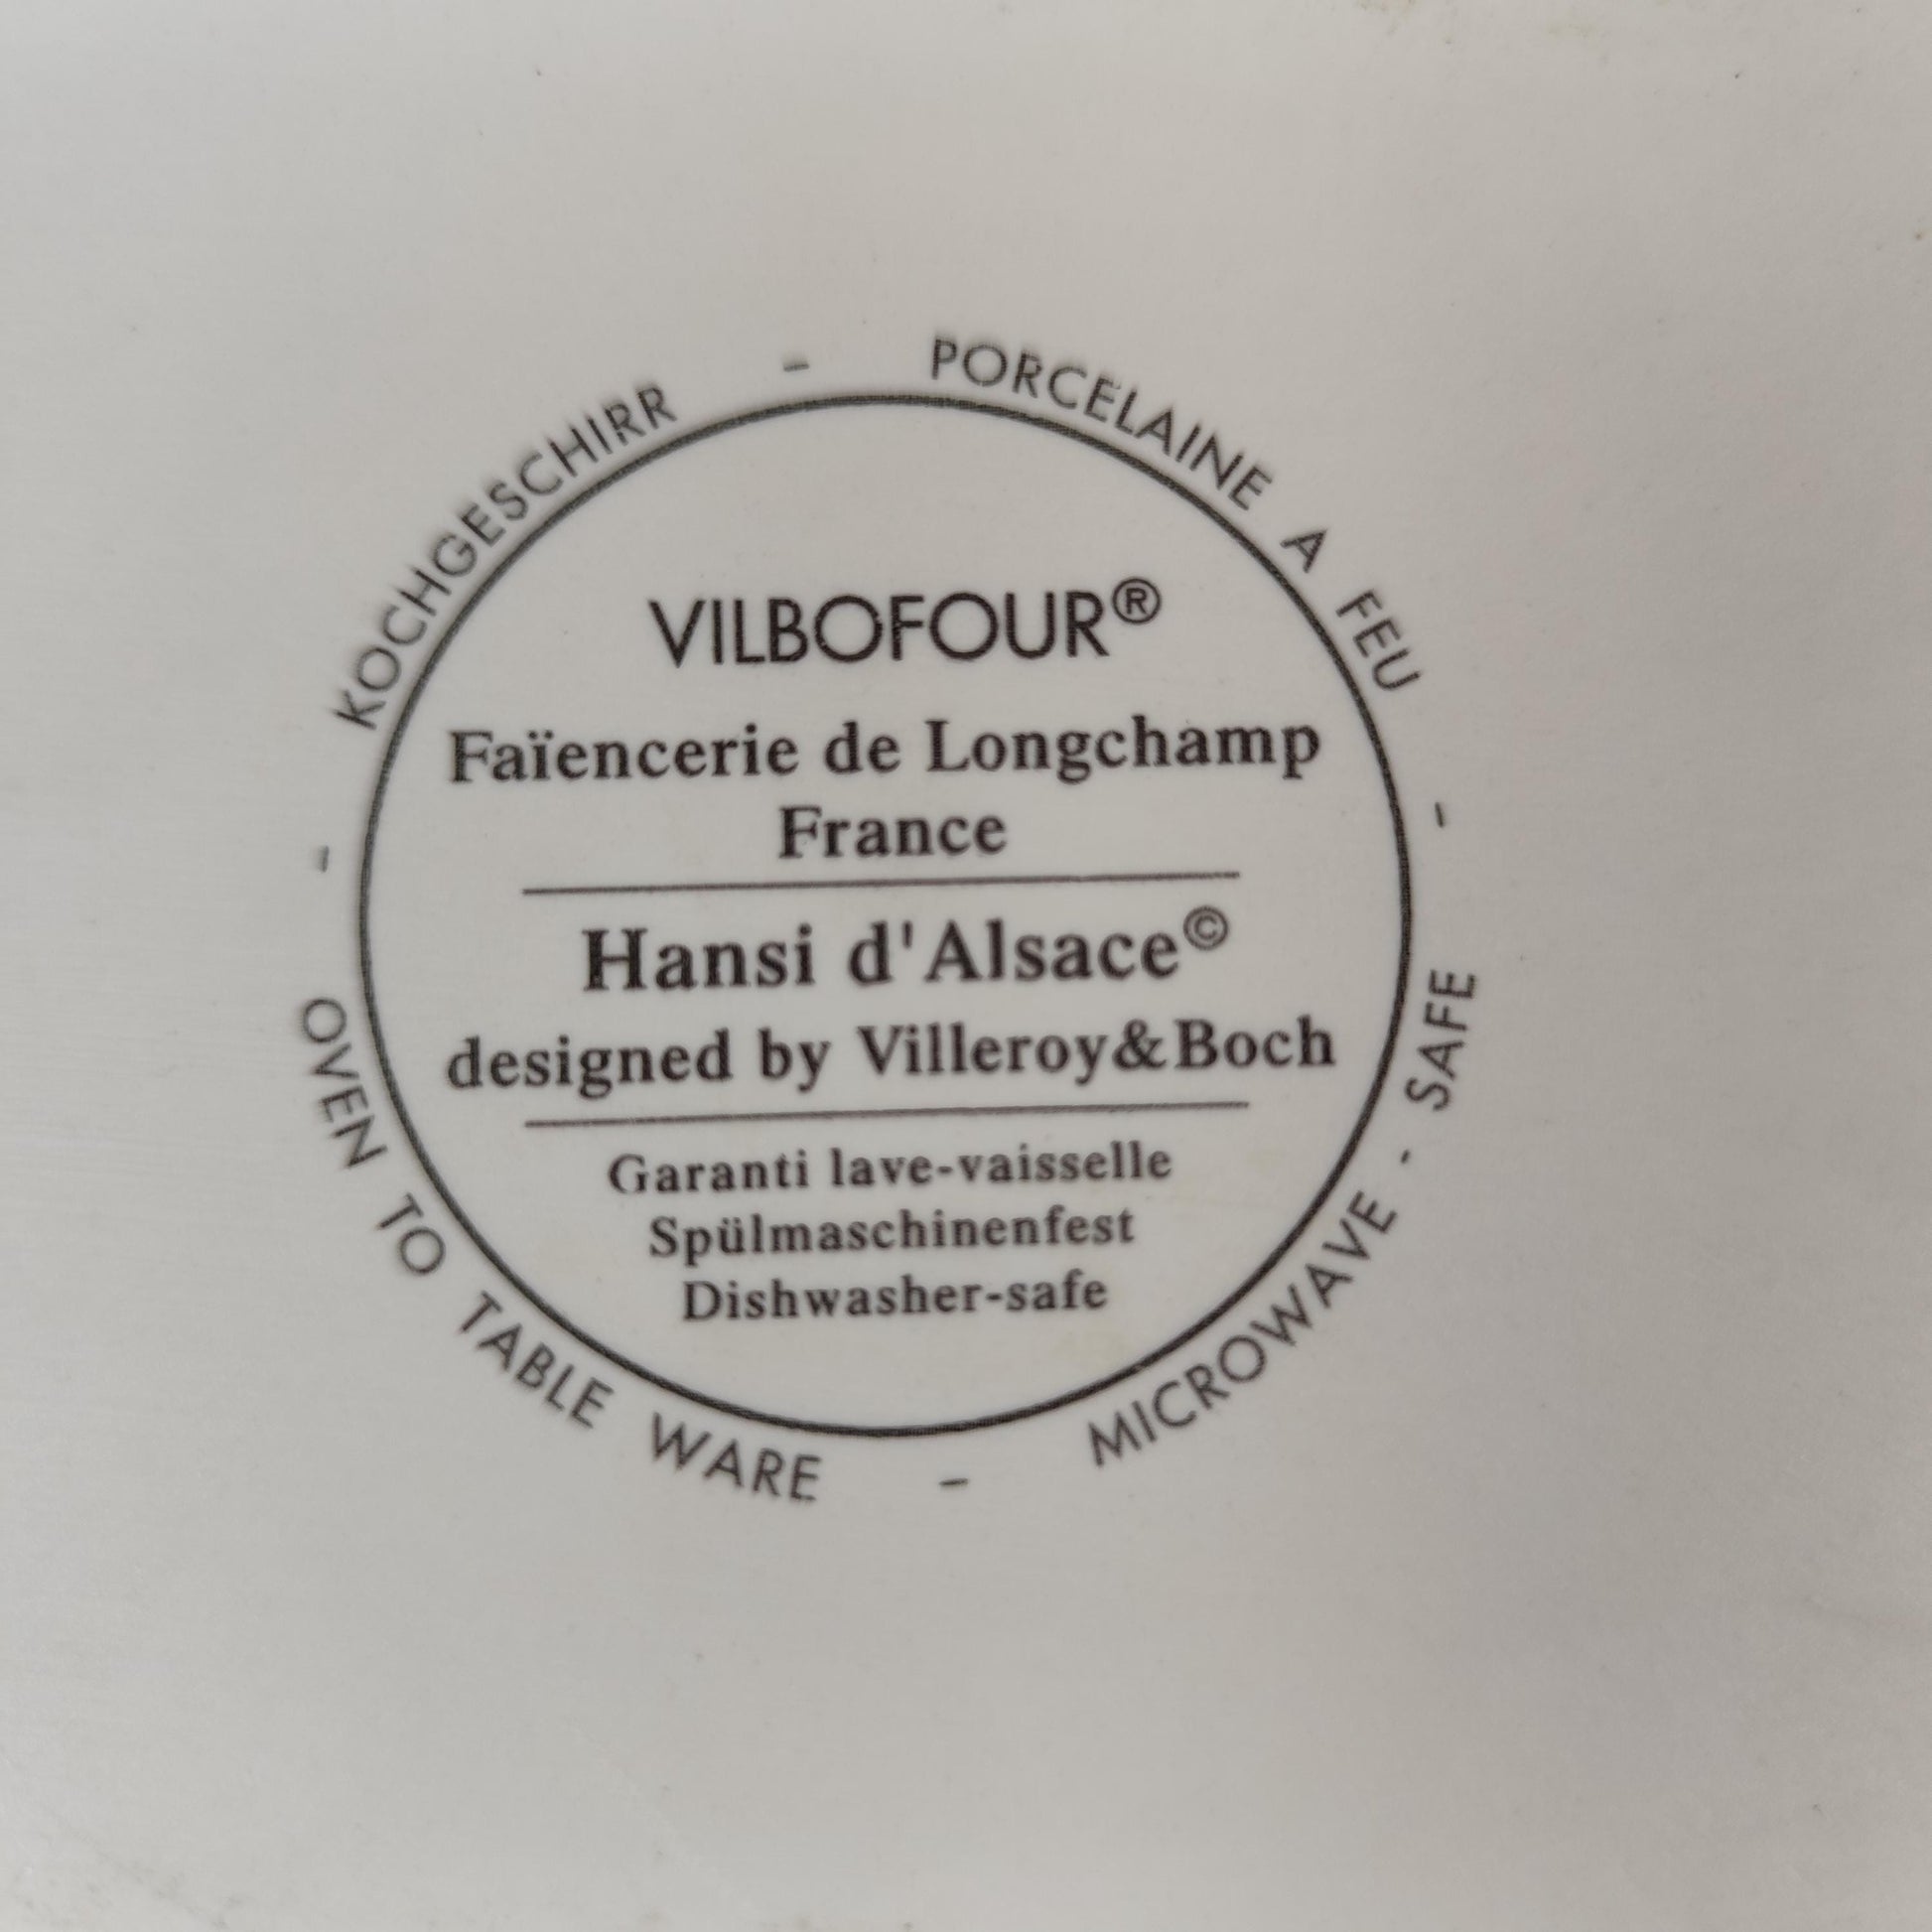 KOCHGESCHIRR - PORCELAINE A FEU - MICROWAVE - SAFE - OVEN TO TABLE WARE -
VILBOFOUR®
Faïencerie de Longchamp
France
Hansi d'Alsace©
designed by Villeroy&Boch
Garanti lave-vaisselle
Spülmaschinenfest
Dishwasher-safe